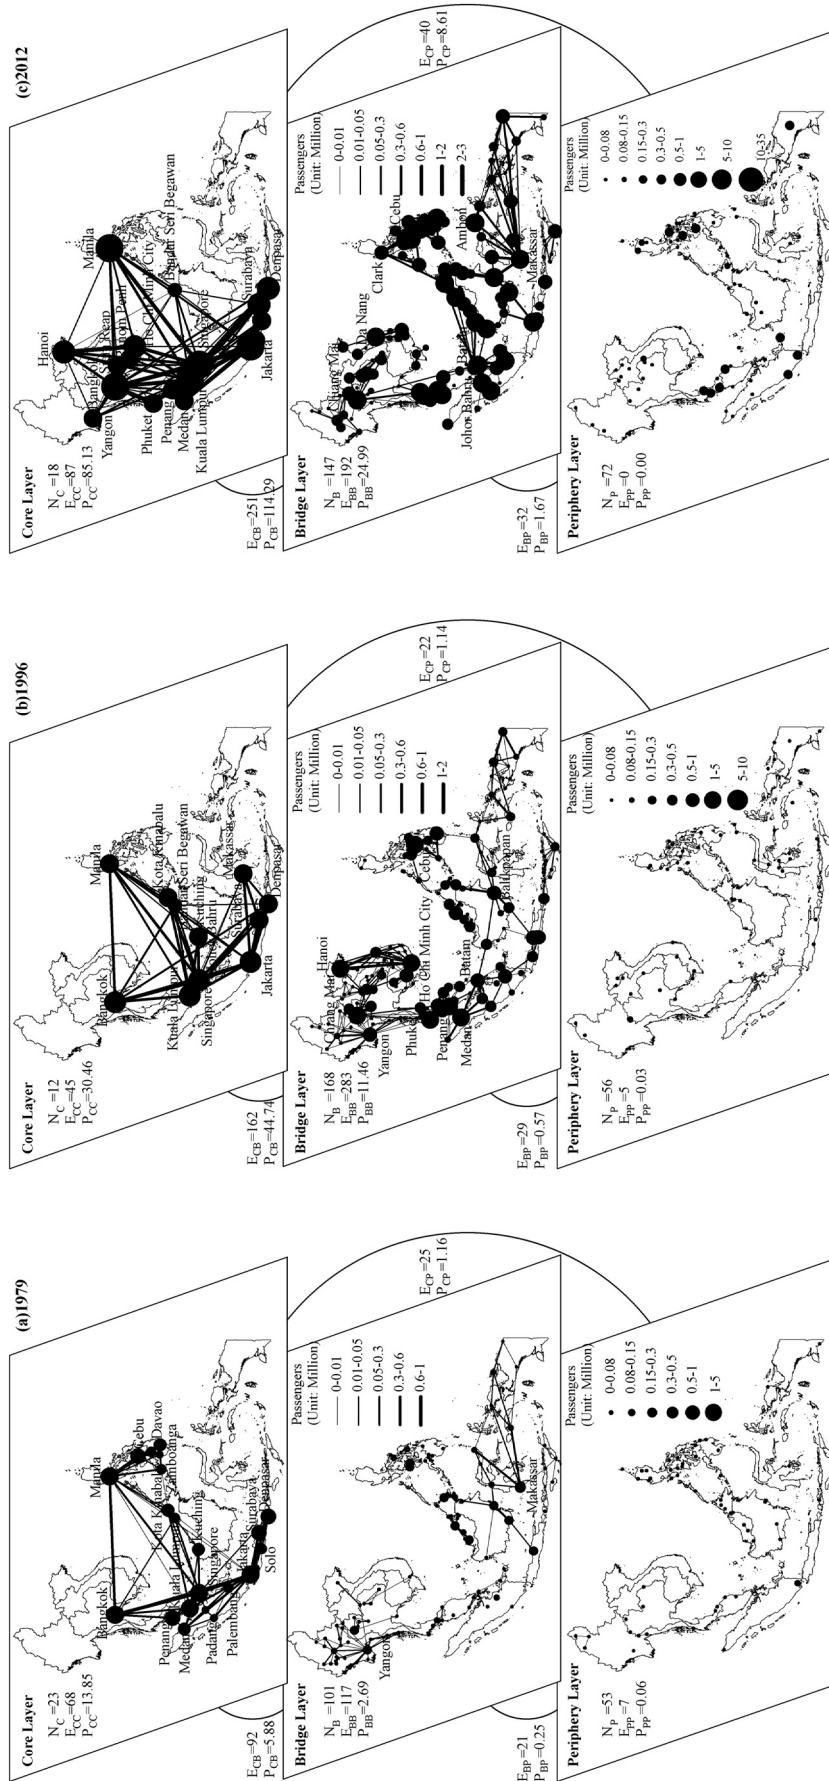 (a)1979
Core Layer
N_C=23
E_CC=68
P_CC=13.85
Bangkok
Manila
Cebu
Davao
Zamboanga
Kota Kinabalu
Kuching
Singapore
Penang
Medan
Padang
Palembang
Jakarta
Surabaya
Denpasar
Solo
E_CB=92
P_CB=5.88
Bridge Layer
N_B=101
E_BB=117
P_BB=2.69
Yangon
Makassar
Passengers
(Unit: Million)
0-0.01
0.01-0.05
0.05-0.3
0.3-0.6
0.6-1
E_CP=25
P_CP=1.16
E_BP=21
P_BP=0.25
Periphery Layer
N_P=53
E_PP=7
P_PP=0.06
Passengers
(Unit: Million)
0-0.08
0.08-0.15
0.15-0.3
0.3-0.5
0.5-1
1-5
(b)1996
Core Layer
N_C=12
E_CC=45
P_CC=30.46
Bangkok
Manila
Kota Kinabalu
Seri Begawan
Kuching
Kuala Lumpur
Singapore
Makassar
Surabaya
Jakarta
Denpasar
E_CB=162
P_CB=44.74
Bridge Layer
N_B=168
E_BB=283
P_BB=11.46
Chiang Mai
Hanoi
Yangon
Phuket
Ho Chi Minh City
Penang
Medan
Batam
Cebu
Balikpapan
Passengers
(Unit: Million)
0-0.01
0.01-0.05
0.05-0.3
0.3-0.6
0.6-1
1-2
E_CP=22
P_CP=1.14
E_BP=29
P_BP=0.57
Periphery Layer
N_P=56
E_PP=5
P_PP=0.03
Passengers
(Unit: Million)
0-0.08
0.08-0.15
0.15-0.3
0.3-0.5
0.5-1
1-5
5-10
(c)2012
Core Layer
N_C=18
E_CC=87
P_CC=85.13
Hanoi
Manila
Yangon
Phuket
Penang
Medan
Kuala Lumpur
Ho Chi Minh City
Bandar Seri Begawan
Singapore
Surabaya
Jakarta
Denpasar
E_CB=251
P_CB=114.29
Bridge Layer
N_B=147
E_BB=192
P_BB=24.99
Chiang Mai
Da Nang
Clark
Cebu
Johor Bahru
Batam
Ambon
Makassar
Passengers
(Unit: Million)
0-0.01
0.01-0.05
0.05-0.3
0.3-0.6
0.6-1
1-2
2-3
E_CP=40
P_CP=8.61
E_BP=32
P_BP=1.67
Periphery Layer
N_P=72
E_PP=0
P_PP=0.00
Passengers
(Unit: Million)
0-0.08
0.08-0.15
0.15-0.3
0.3-0.5
0.5-1
1-5
5-10
10-35